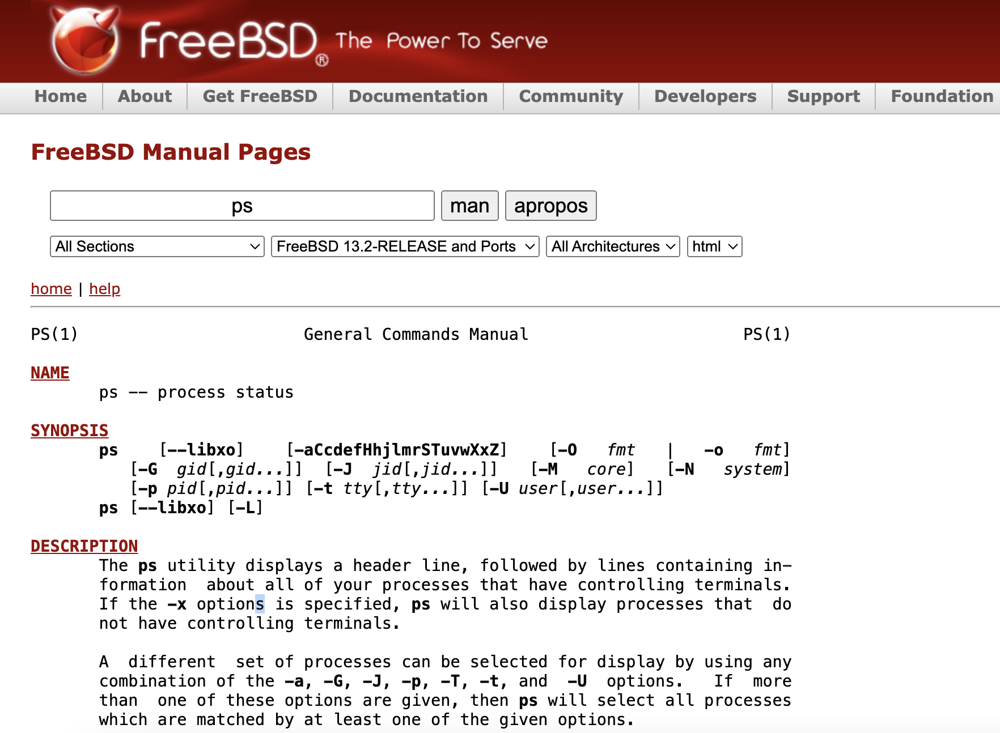 FreeBSD® The Power To Serve
Home About Get FreeBSD Documentation Community Developers Support Foundation
FreeBSD Manual Pages
ps man apropos
All Sections FreeBSD 13.2-RELEASE and Ports All Architectures html
home | help
PS(1) General Commands Manual PS(1)
NAME
ps -- process status
SYNOPSIS
ps [--libxo] [-aCcdefHhjlmrSTuvwXxZ] [-O fmt | -o fmt]
[-G gid[,gid...]] [-J jid[,jid...]] [-M core] [-N system]
[-p pid[,pid...]] [-t tty[,tty...]] [-U user[,user...]]
ps [--libxo] [-L]
DESCRIPTION
The ps utility displays a header line, followed by lines containing in-
formation about all of your processes that have controlling terminals.
If the -x options is specified, ps will also display processes that do
not have controlling terminals.
A different set of processes can be selected for display by using any
combination of the -a, -G, -J, -p, -T, -t, and -U options. If more
than one of these options are given, then ps will select all processes
which are matched by at least one of the given options.